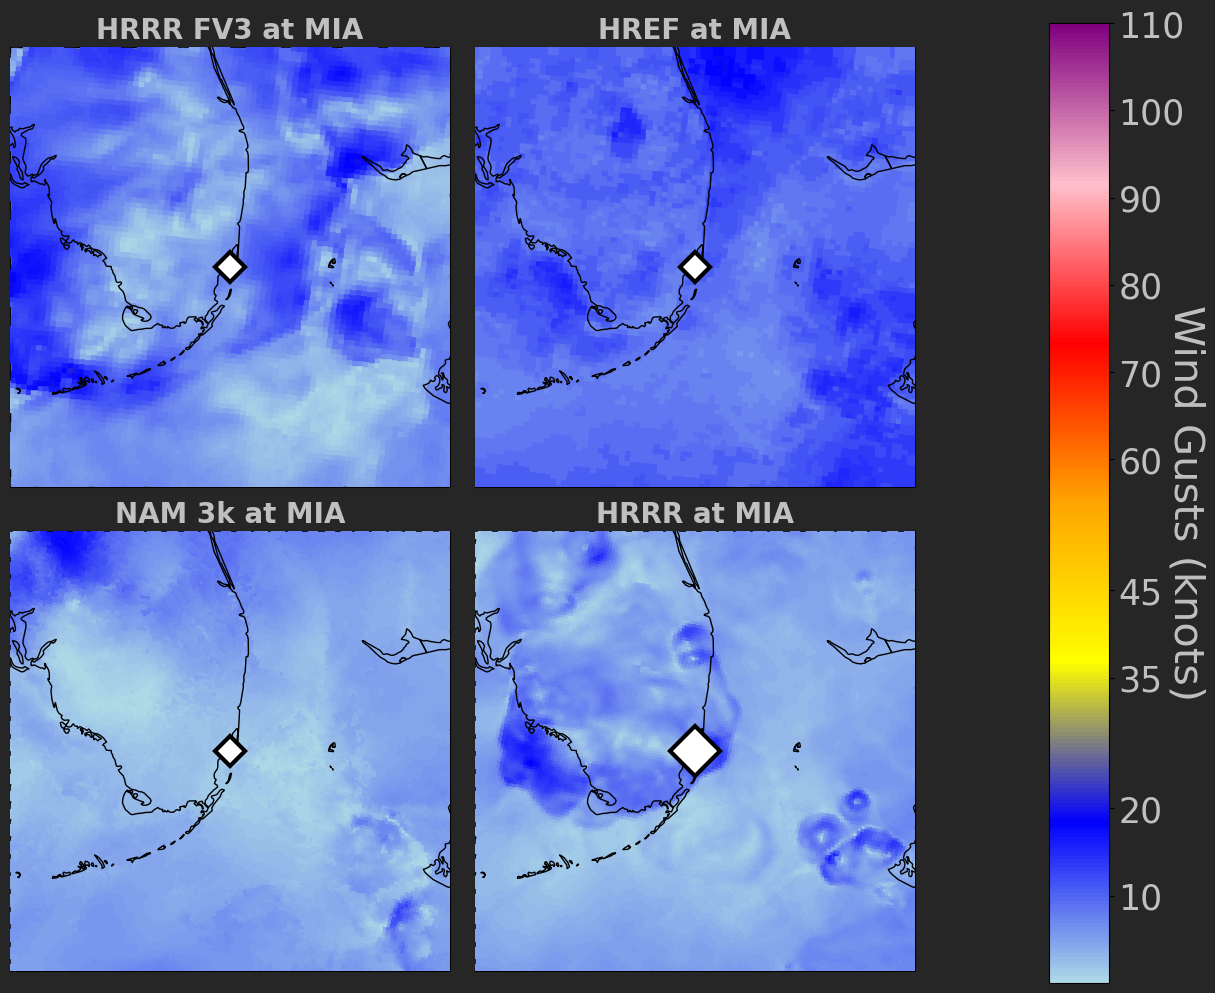 HRRR FV3 at MIA
HREF at MIA
NAM 3k at MIA
HRRR at MIA
110
100
90
80
70
60
45
35
20
10
Wind Gusts (knots)